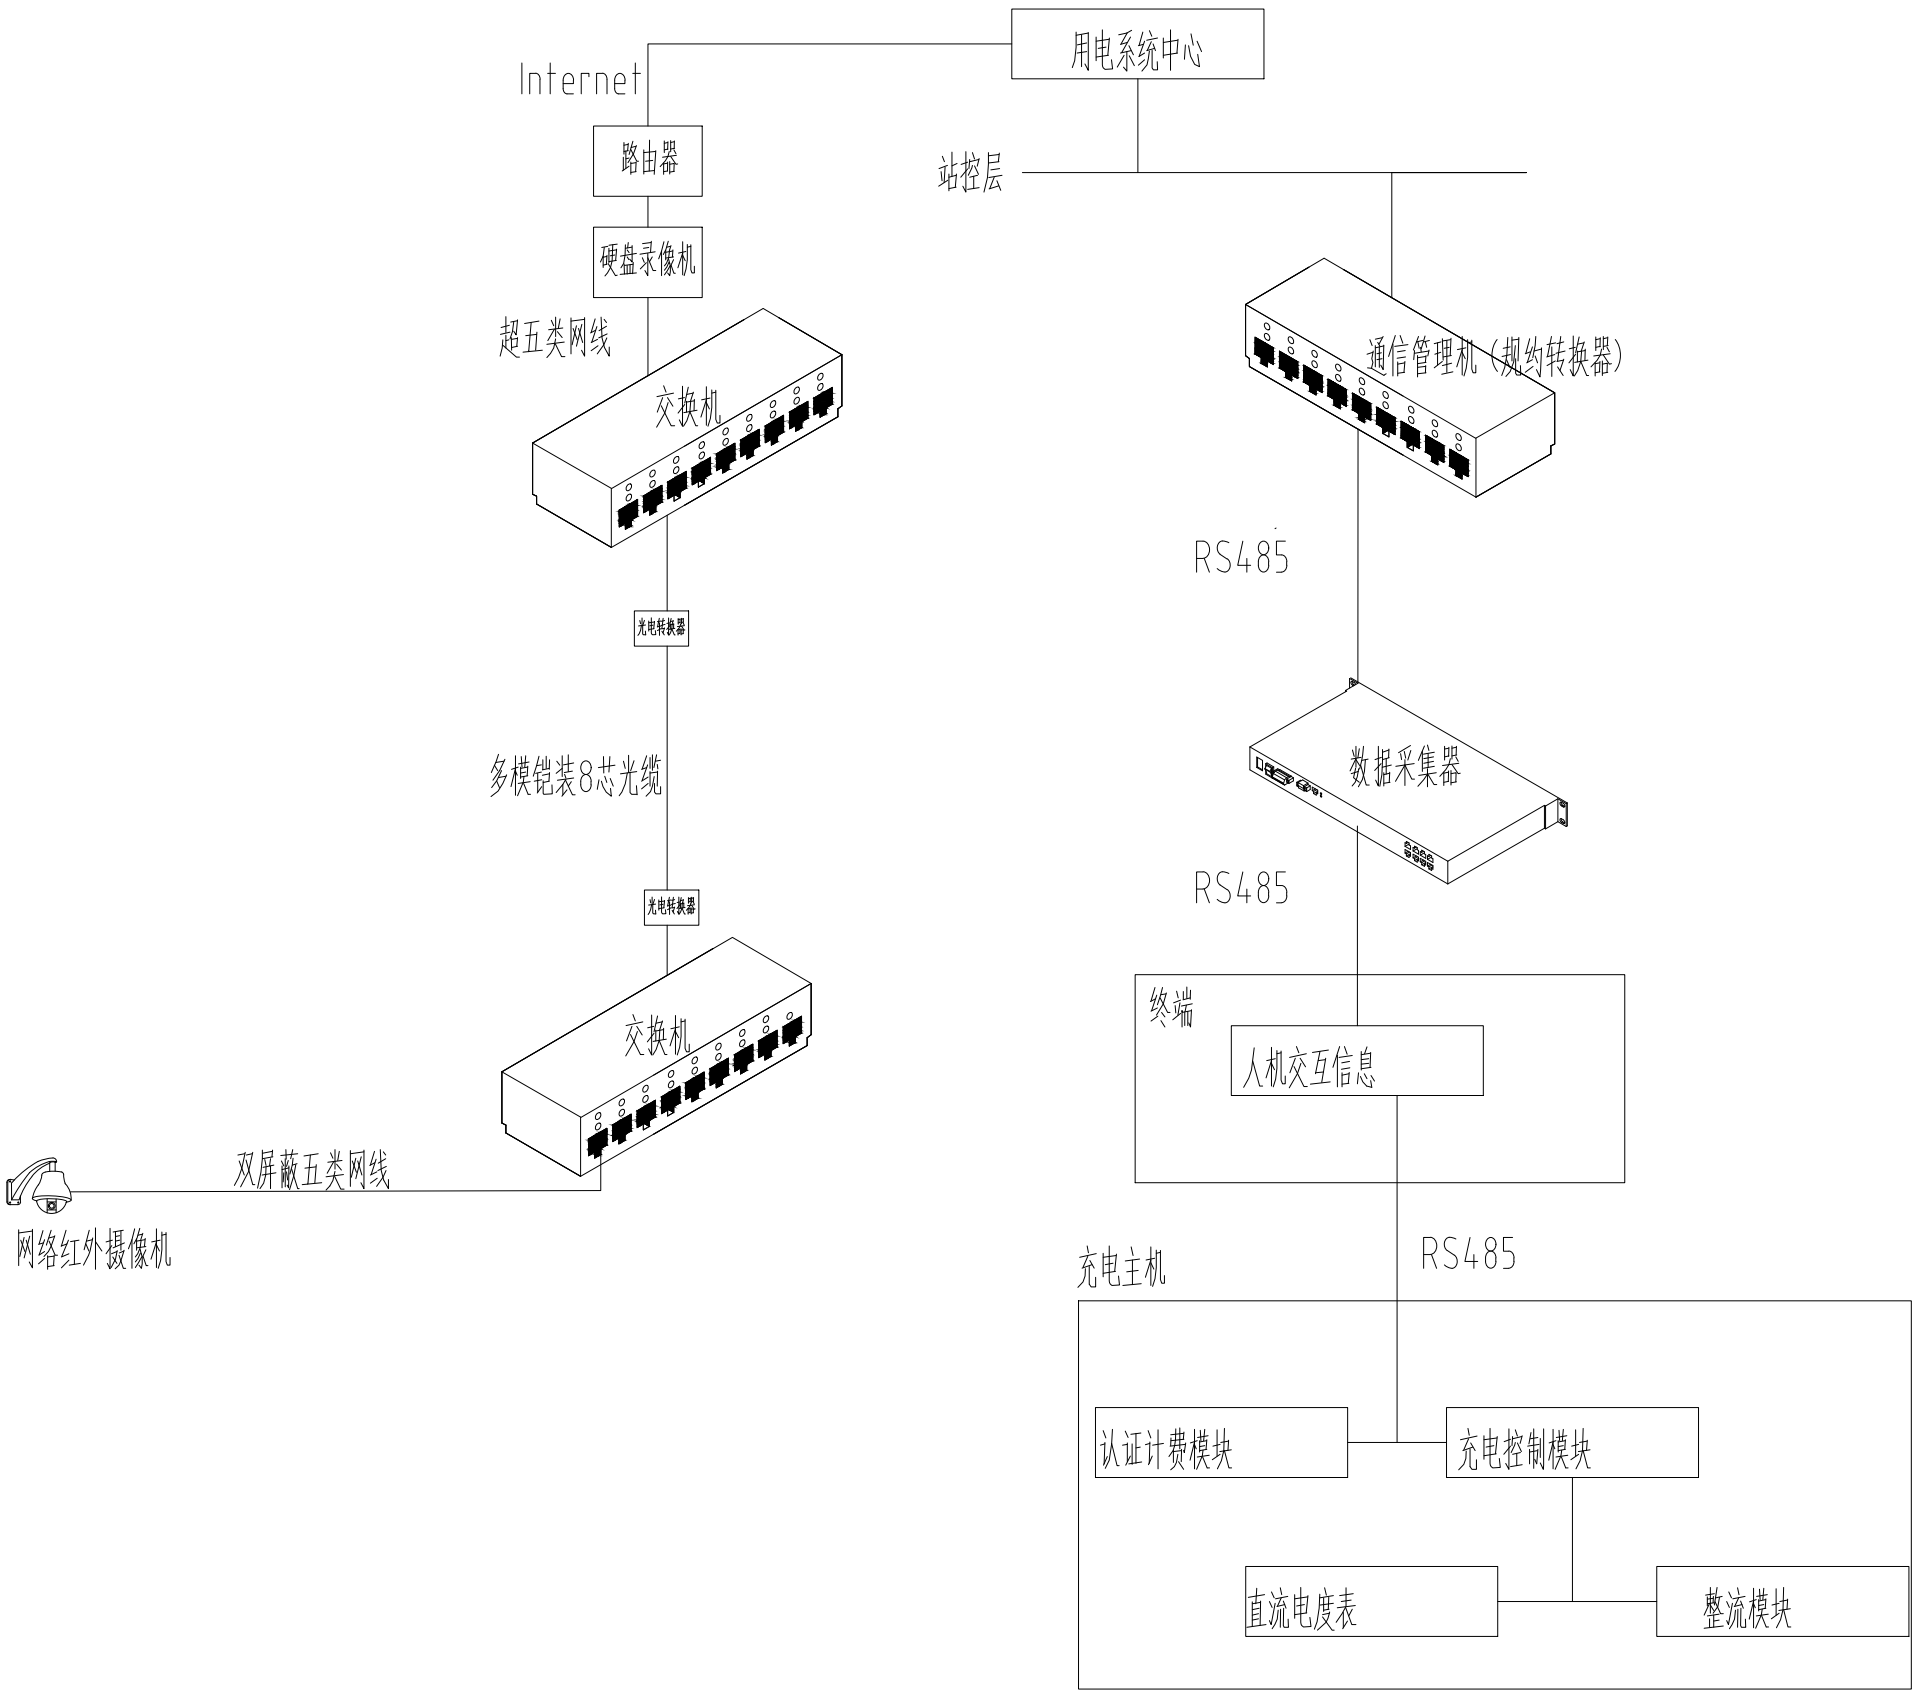 用电系统中心
Internet
路由器
站控层
硬盘录像机
超五类网线
通信管理机（规约转换器）
交换机
RS485
光电转换器
多模铠装8芯光缆
数据采集器
RS485
光电转换器
终端
交换机
人机交互信息
双屏蔽五类网线
网络红外摄像机
RS485
充电主机
认证计费模块
充电控制模块
直流电度表
整流模块